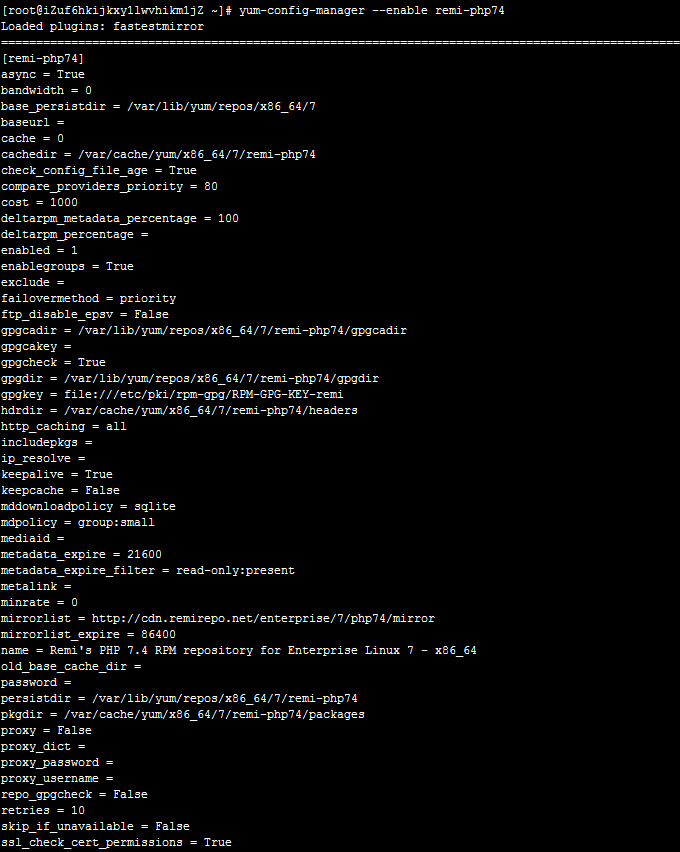 [root@iZuf6hkijkxy1lwvhikm1jZ ~]# yum-config-manager --enable remi-php74
Loaded plugins: fastestmirror
=================================================================================================
[remi-php74]
async = True
bandwidth = 0
base_persistdir = /var/lib/yum/repos/x86_64/7
baseurl =
cache = 0
cachedir = /var/cache/yum/x86_64/7/remi-php74
check_config_file_age = True
compare_providers_priority = 80
cost = 1000
deltarpm_metadata_percentage = 100
deltarpm_percentage =
enabled = 1
enablegroups = True
exclude =
failovermethod = priority
ftp_disable_epsv = False
gpgcadir = /var/lib/yum/repos/x86_64/7/remi-php74/gpgcadir
gpgcakey =
gpgcheck = True
gpgdir = /var/lib/yum/repos/x86_64/7/remi-php74/gpgdir
gpgkey = file:///etc/pki/rpm-gpg/RPM-GPG-KEY-remi
hdrdir = /var/cache/yum/x86_64/7/remi-php74/headers
http_caching = all
includepkgs =
ip_resolve =
keepalive = True
keepcache = False
mddownloadpolicy = sqlite
mdpolicy = group:small
mediaid =
metadata_expire = 21600
metadata_expire_filter = read-only:present
metalink =
minrate = 0
mirrorlist = http://cdn.remirepo.net/enterprise/7/php74/mirror
mirrorlist_expire = 86400
name = Remi's PHP 7.4 RPM repository for Enterprise Linux 7 - x86_64
old_base_cache_dir =
password =
persistdir = /var/lib/yum/repos/x86_64/7/remi-php74
pkgdir = /var/cache/yum/x86_64/7/remi-php74/packages
proxy = False
proxy_dict =
proxy_password =
proxy_username =
repo_gpgcheck = False
retries = 10
skip_if_unavailable = False
ssl_check_cert_permissions = True